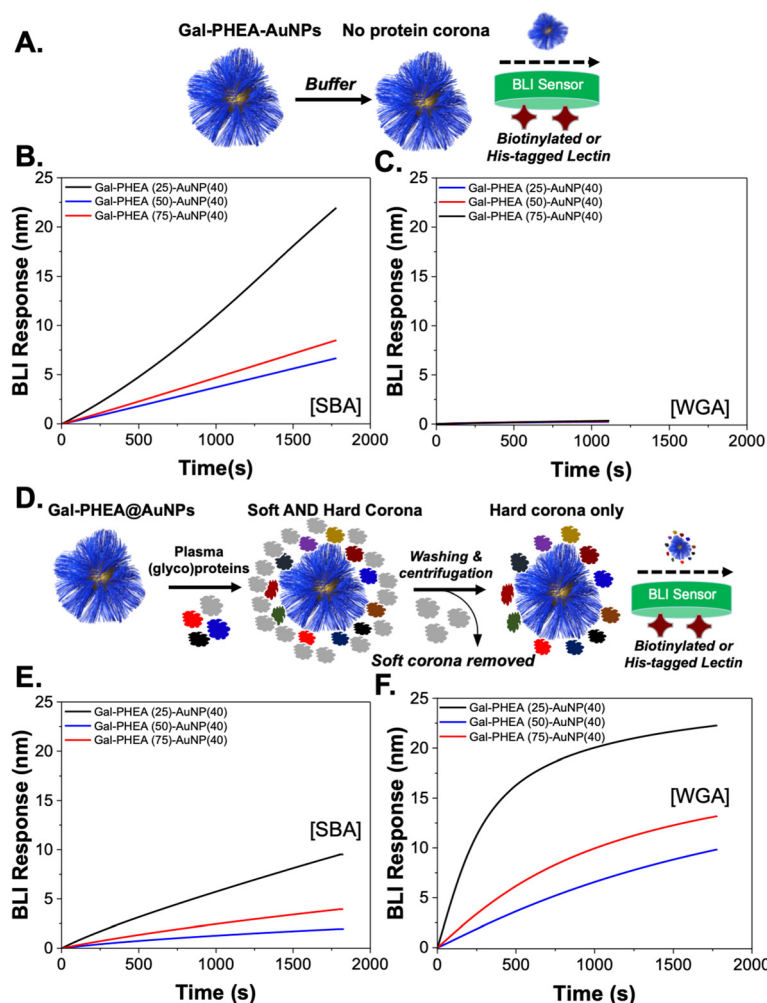 A.
Gal-PHEA-AuNPs
No protein corona
Buffer
BLI Sensor
Biotinylated or
His-tagged Lectin
B.
Gal-PHEA (25)-AuNP(40)
Gal-PHEA (50)-AuNP(40)
Gal-PHEA (75)-AuNP(40)
BLI Response (nm)
25
20
15
10
5
0
[SBA]
0 500 1000 1500 2000
Time(s)
C.
Gal-PHEA (25)-AuNP(40)
Gal-PHEA (50)-AuNP(40)
Gal-PHEA (75)-AuNP(40)
BLI Response (nm)
25
20
15
10
5
0
[WGA]
0 500 1000 1500 2000
Time (s)
D.
Gal-PHEA@AuNPs
Soft AND Hard Corona
Hard corona only
Plasma
(glyco)proteins
Washing &
centrifugation
Soft corona removed
BLI Sensor
Biotinylated or
His-tagged Lectin
E.
Gal-PHEA (25)-AuNP(40)
Gal-PHEA (50)-AuNP(40)
Gal-PHEA (75)-AuNP(40)
BLI Response (nm)
25
20
15
10
5
0
[SBA]
0 500 1000 1500 2000
Time (s)
F.
Gal-PHEA (25)-AuNP(40)
Gal-PHEA (50)-AuNP(40)
Gal-PHEA (75)-AuNP(40)
BLI Response (nm)
25
20
15
10
5
0
[WGA]
0 500 1000 1500 2000
Time (s)